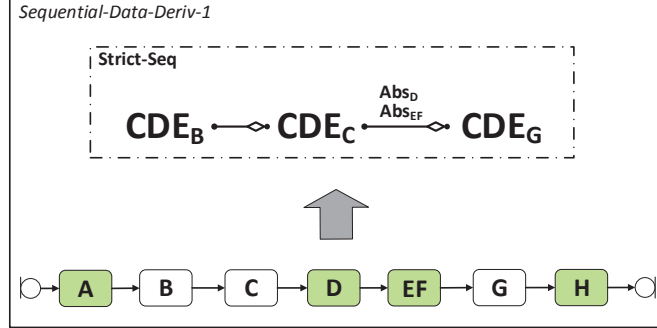 Sequential-Data-Deriv-1
Strict-Seq
Abs_D
Abs_EF
CDE_B CDE_C CDE_G
A B C D EF G H